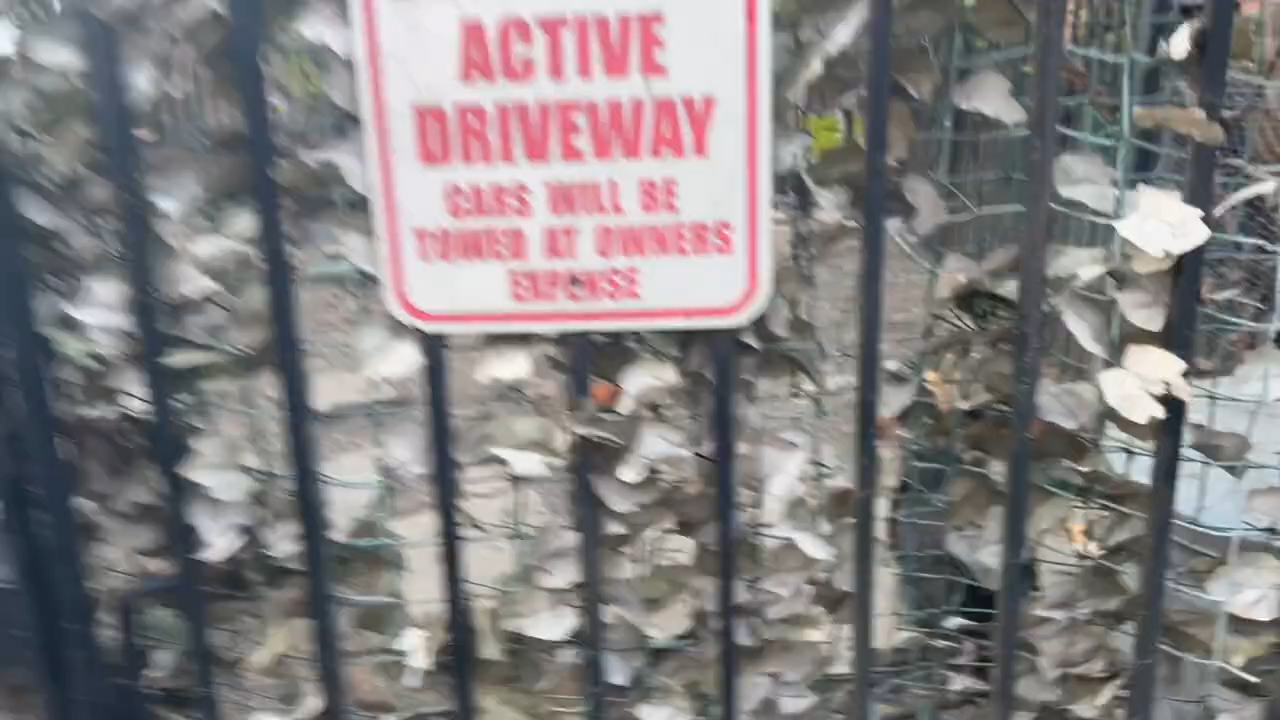 ACTIVE
DRIVEWAY
CARS WILL BE
TOWED AT OWNERS
EXPENSE